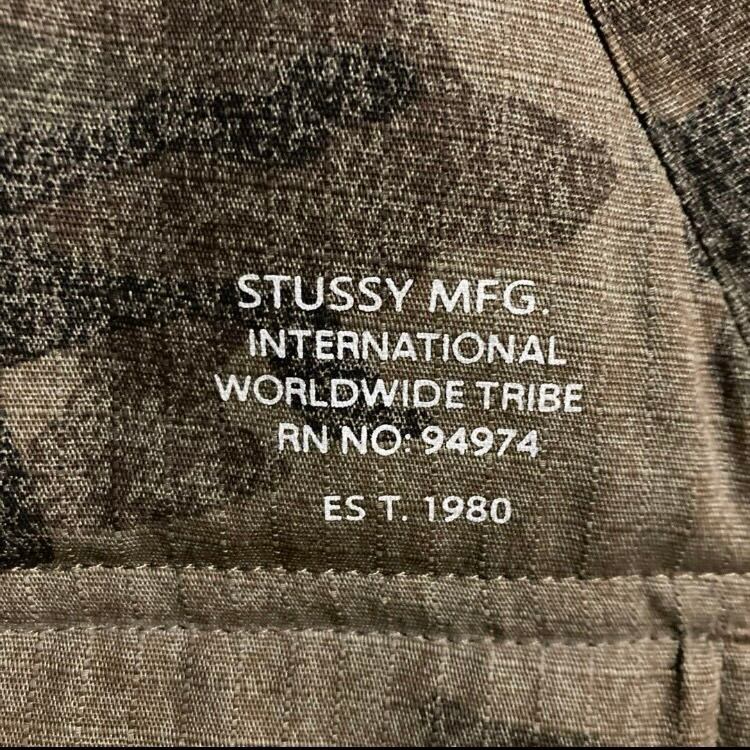 STUSSY MFG.
INTERNATIONAL
WORLDWIDE TRIBE
RN NO: 94974
ES T. 1980